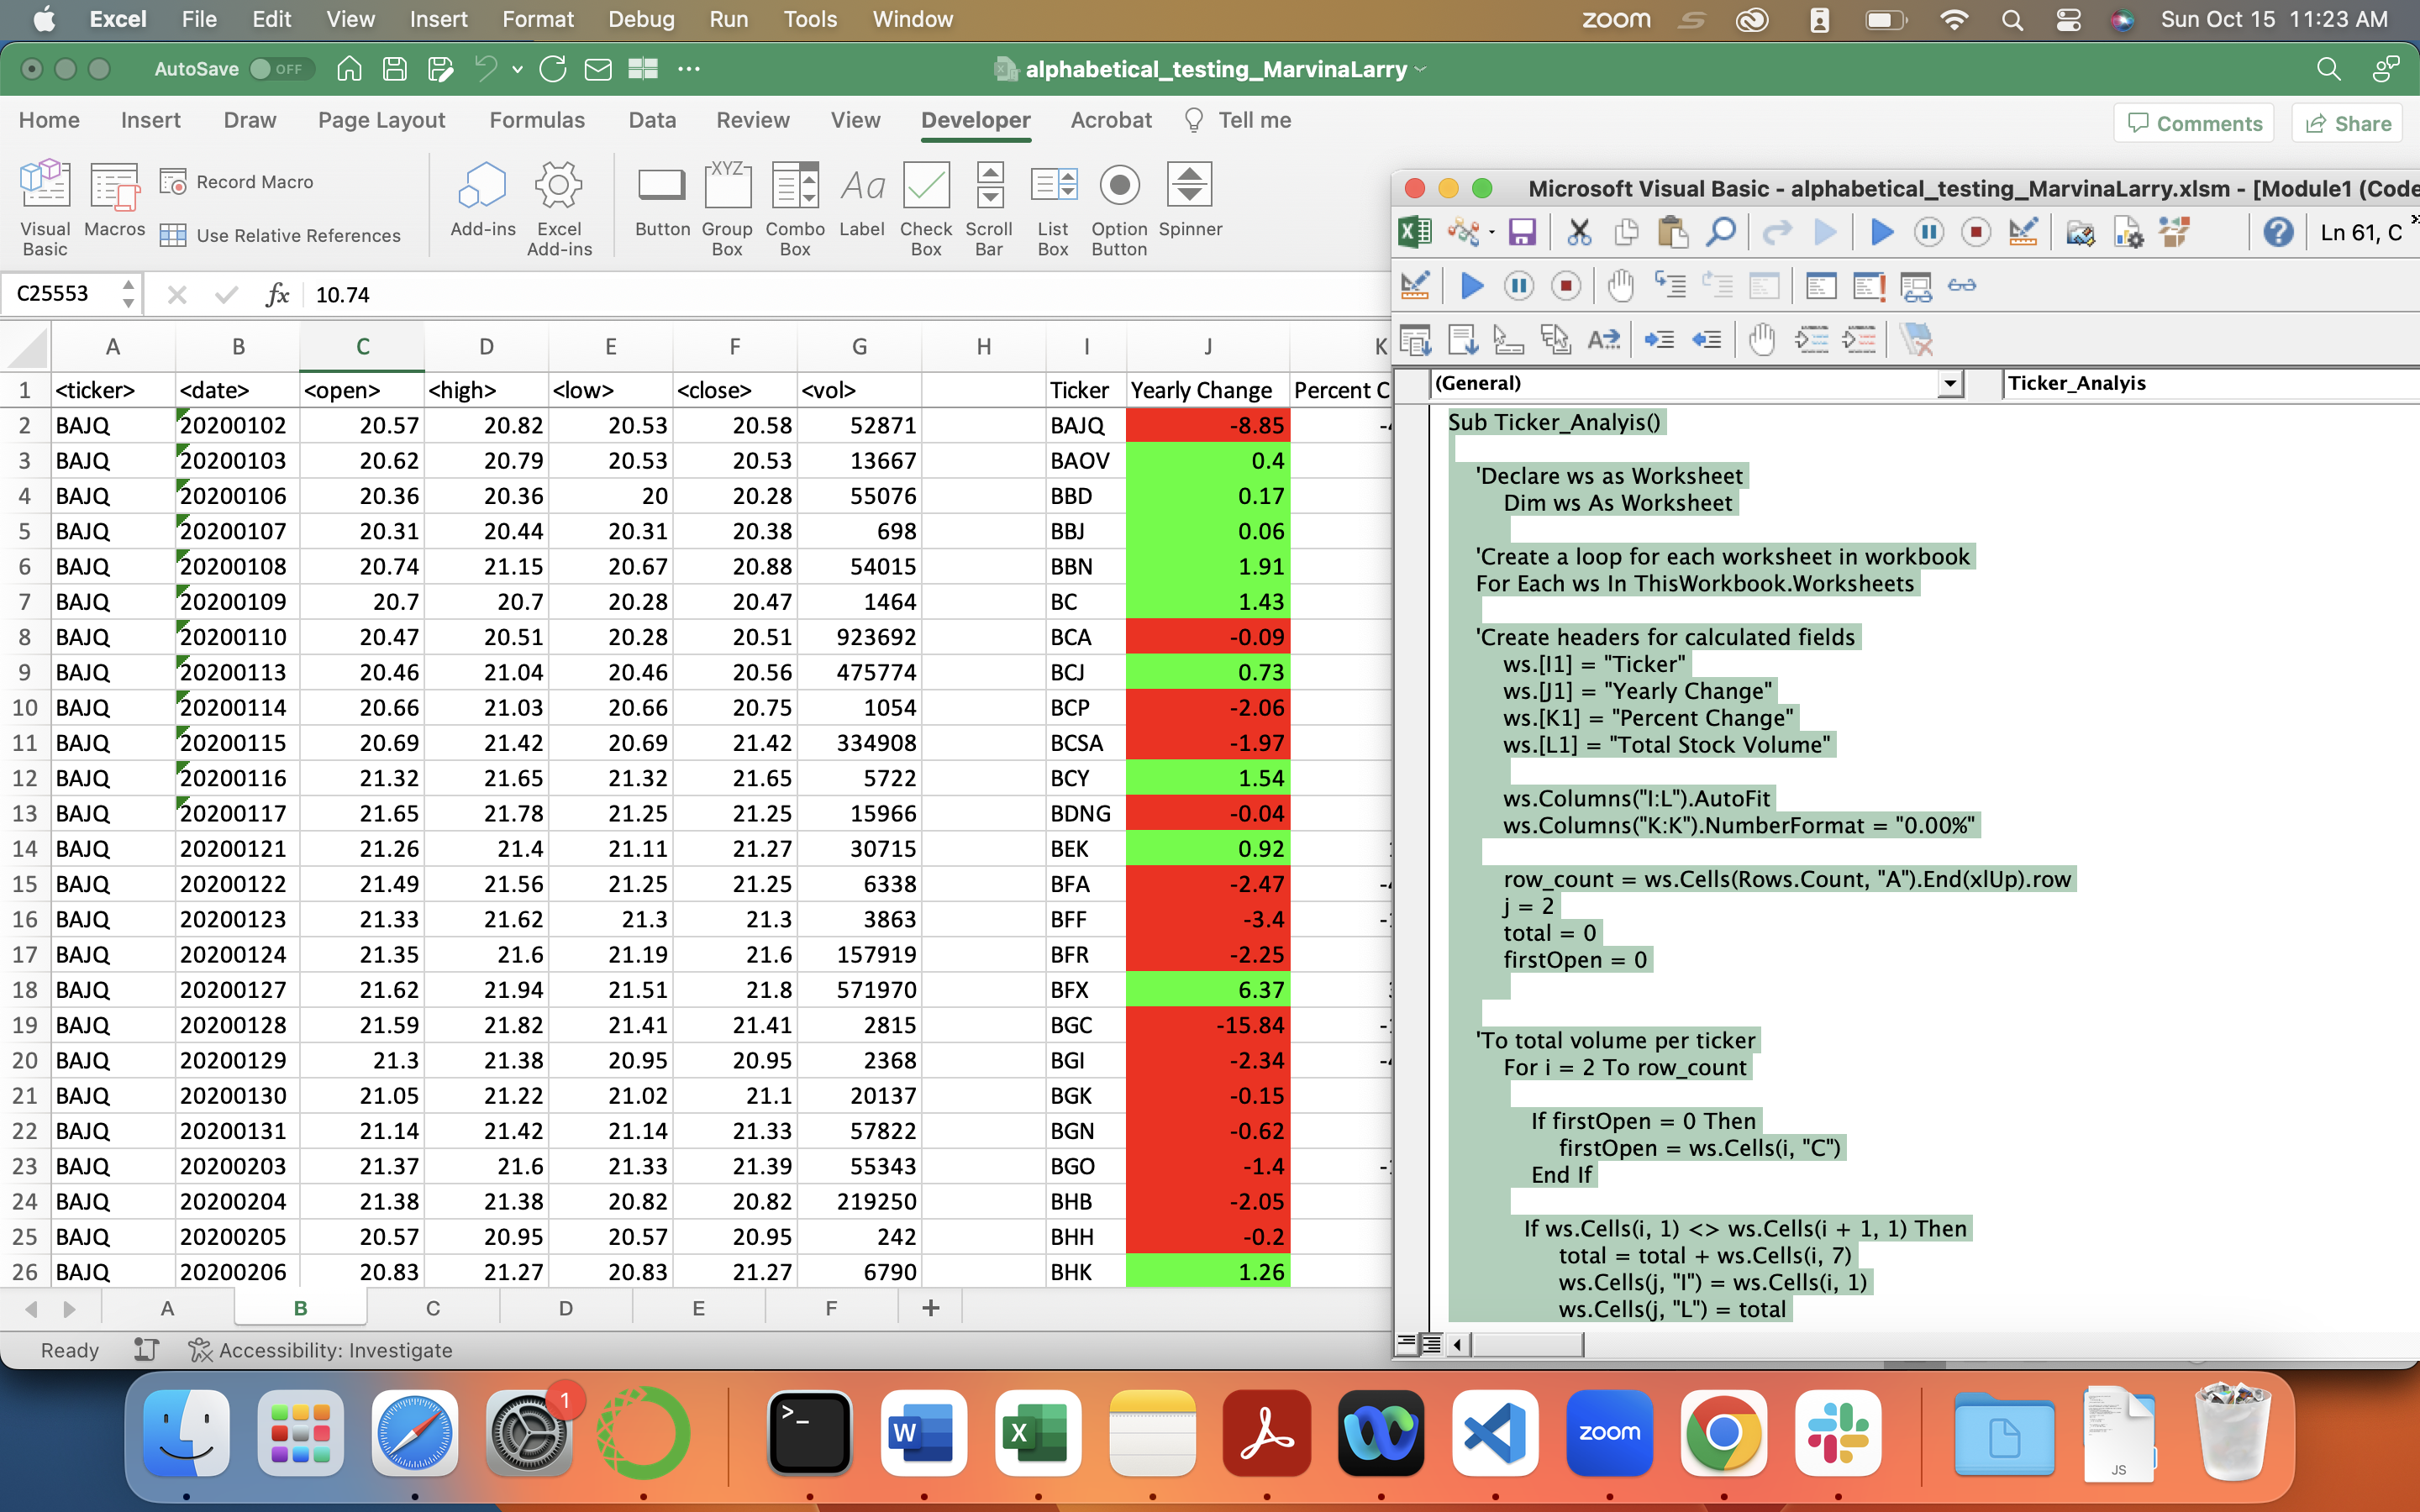 Excel File Edit View Insert Format Debug Run Tools Window zoom Sun Oct 15 11:23 AM
AutoSave OFF alphabetical_testing_MarvinaLarry
Home Insert Draw Page Layout Formulas Data Review View Developer Acrobat Tell me Comments Share
Visual Basic Macros Record Macro Use Relative References Add-ins Excel Add-ins Button XYZ Group Box Combo Box Aa Label Check Box Scroll Bar List Box Option Button Spinner
C25553 fx 10.74
A B C D E F G H I J K
1 <ticker> <date> <open> <high> <low> <close> <vol> Ticker Yearly Change Percent C
2 BAJQ 20200102 20.57 20.82 20.53 20.58 52871 BAJQ -8.85
3 BAJQ 20200103 20.62 20.79 20.53 20.53 13667 BAOV 0.4
4 BAJQ 20200106 20.36 20.36 20 20.28 55076 BBD 0.17
5 BAJQ 20200107 20.31 20.44 20.31 20.38 698 BBJ 0.06
6 BAJQ 20200108 20.74 21.15 20.67 20.88 54015 BBN 1.91
7 BAJQ 20200109 20.7 20.7 20.28 20.47 1464 BC 1.43
8 BAJQ 20200110 20.47 20.51 20.28 20.51 923692 BCA -0.09
9 BAJQ 20200113 20.46 21.04 20.46 20.56 475774 BCJ 0.73
10 BAJQ 20200114 20.66 21.03 20.66 20.75 1054 BCP -2.06
11 BAJQ 20200115 20.69 21.42 20.69 21.42 334908 BCSA -1.97
12 BAJQ 20200116 21.32 21.65 21.32 21.65 5722 BCY 1.54
13 BAJQ 20200117 21.65 21.78 21.25 21.25 15966 BDNG -0.04
14 BAJQ 20200121 21.26 21.4 21.11 21.27 30715 BEK 0.92
15 BAJQ 20200122 21.49 21.56 21.25 21.25 6338 BFA -2.47
16 BAJQ 20200123 21.33 21.62 21.3 21.3 3863 BFF -3.4
17 BAJQ 20200124 21.35 21.6 21.19 21.6 157919 BFR -2.25
18 BAJQ 20200127 21.62 21.94 21.51 21.8 571970 BFX 6.37
19 BAJQ 20200128 21.59 21.82 21.41 21.41 2815 BGC -15.84
20 BAJQ 20200129 21.3 21.38 20.95 20.95 2368 BGI -2.34
21 BAJQ 20200130 21.05 21.22 21.02 21.1 20137 BGK -0.15
22 BAJQ 20200131 21.14 21.42 21.14 21.33 57822 BGN -0.62
23 BAJQ 20200203 21.37 21.6 21.33 21.39 55343 BGO -1.4
24 BAJQ 20200204 21.38 21.38 20.82 20.82 219250 BHB -2.05
25 BAJQ 20200205 20.57 20.95 20.57 20.95 242 BHH -0.2
26 BAJQ 20200206 20.83 21.27 20.83 21.27 6790 BHK 1.26
A B C D E F +
Ready Accessibility: Investigate
Microsoft Visual Basic - alphabetical_testing_MarvinaLarry.xlsm - [Module1 (Code
Ln 61, C
(General) Ticker_Analyis
Sub Ticker_Analyis()
'Declare ws as Worksheet
Dim ws As Worksheet
'Create a loop for each worksheet in workbook
For Each ws In ThisWorkbook.Worksheets
'Create headers for calculated fields
ws.[I1] = "Ticker"
ws.[J1] = "Yearly Change"
ws.[K1] = "Percent Change"
ws.[L1] = "Total Stock Volume"
ws.Columns("I:L").AutoFit
ws.Columns("K:K").NumberFormat = "0.00%"
row_count = ws.Cells(Rows.Count, "A").End(xlUp).row
j = 2
total = 0
firstOpen = 0
'To total volume per ticker
For i = 2 To row_count
If firstOpen = 0 Then
firstOpen = ws.Cells(i, "C")
End If
If ws.Cells(i, 1) <> ws.Cells(i + 1, 1) Then
total = total + ws.Cells(i, 7)
ws.Cells(j, "I") = ws.Cells(i, 1)
ws.Cells(j, "L") = total
1 W X zoom JS